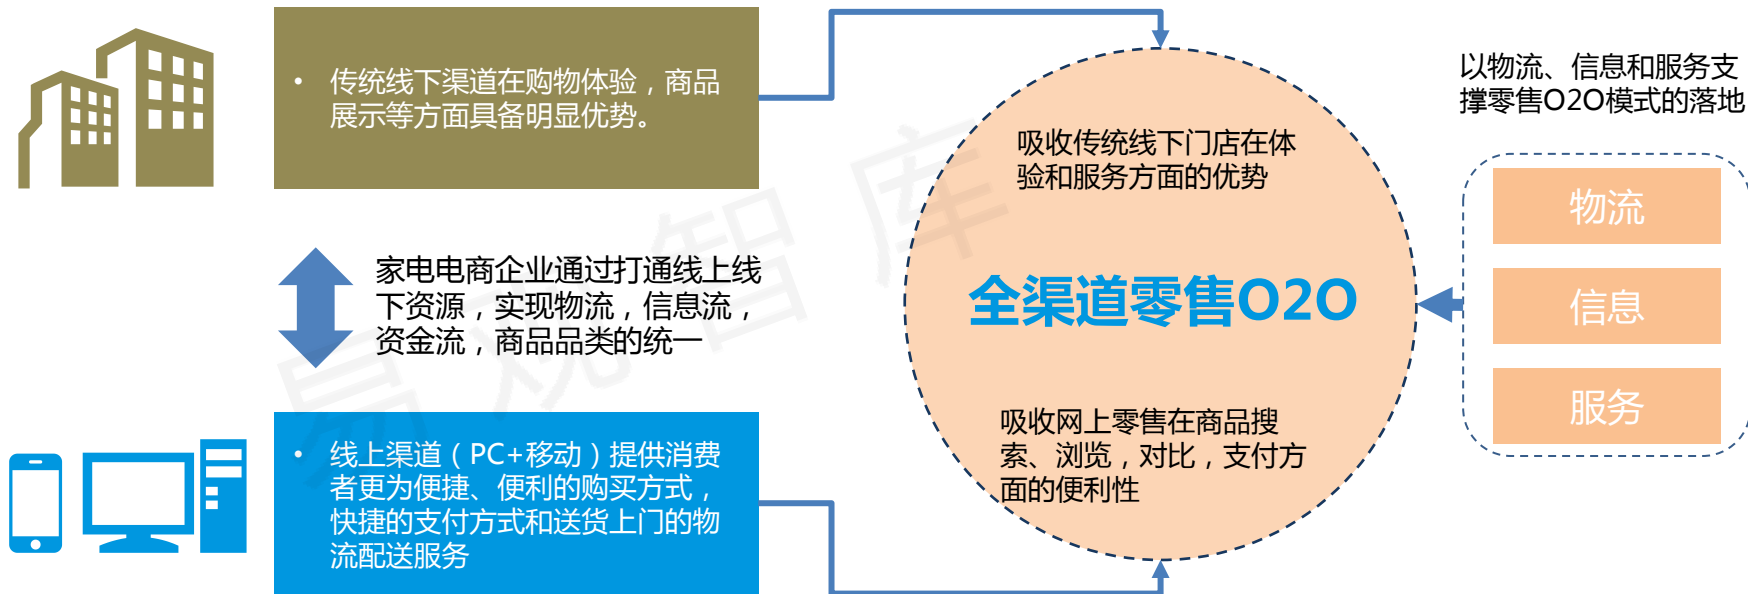 • 传统线下渠道在购物体验，商品
展示等方面具备明显优势。
家电电商企业通过打通线上线
下资源，实现物流，信息流，
资金流，商品品类的统一
• 线上渠道（PC+移动）提供消费
者更为便捷、便利的购买方式，
快捷的支付方式和送货上门的物
流配送服务
吸收传统线下门店在体
验和服务方面的优势
全渠道零售O2O
吸收网上零售在商品搜
索、浏览，对比，支付方
面的便利性
以物流、信息和服务支
撑零售O2O模式的落地
物流
信息
服务
易观智库